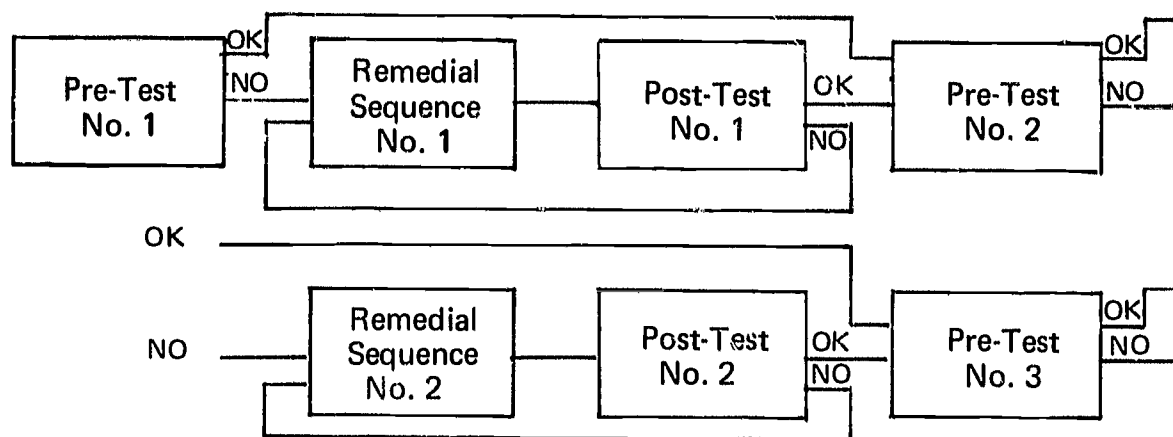 OK
OK
Pre-Test
No. 1
NO
Remedial
Sequence
No. 1
Post-Test
No. 1
OK
NO
Pre-Test
No. 2
NO
OK
NO
Remedial
Sequence
No. 2
Post-Test
No. 2
OK
NO
Pre-Test
No. 3
OK
NO